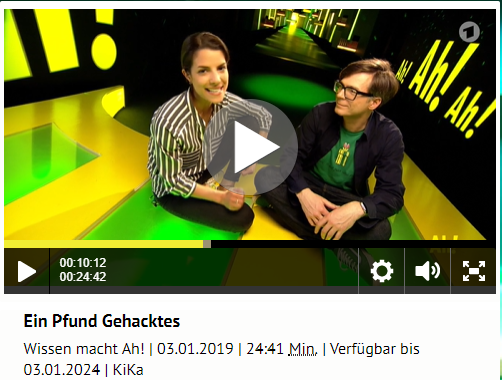 Ah!
Ah!
Ah!
Ah!
00:10:12
00:24:42
Ein Pfund Gehacktes
Wissen macht Ah! | 03.01.2019 | 24:41 Min. | Verfügbar bis
03.01.2024 | KiKa